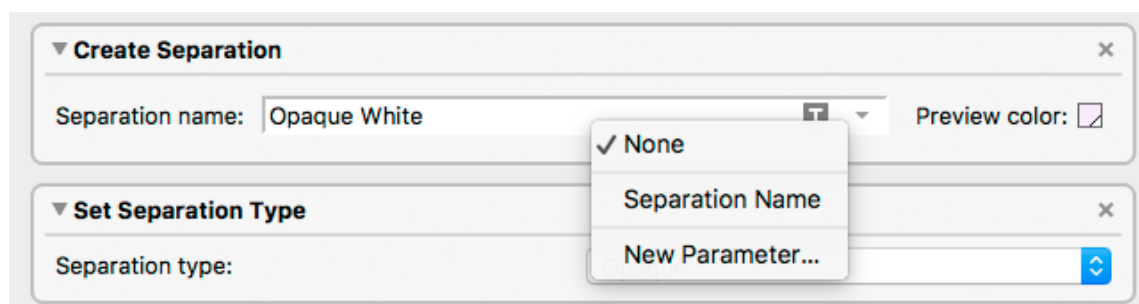 Create Separation
Separation name: Opaque White T Preview color:
None
Separation Name
Set Separation Type
New Parameter...
Separation type: